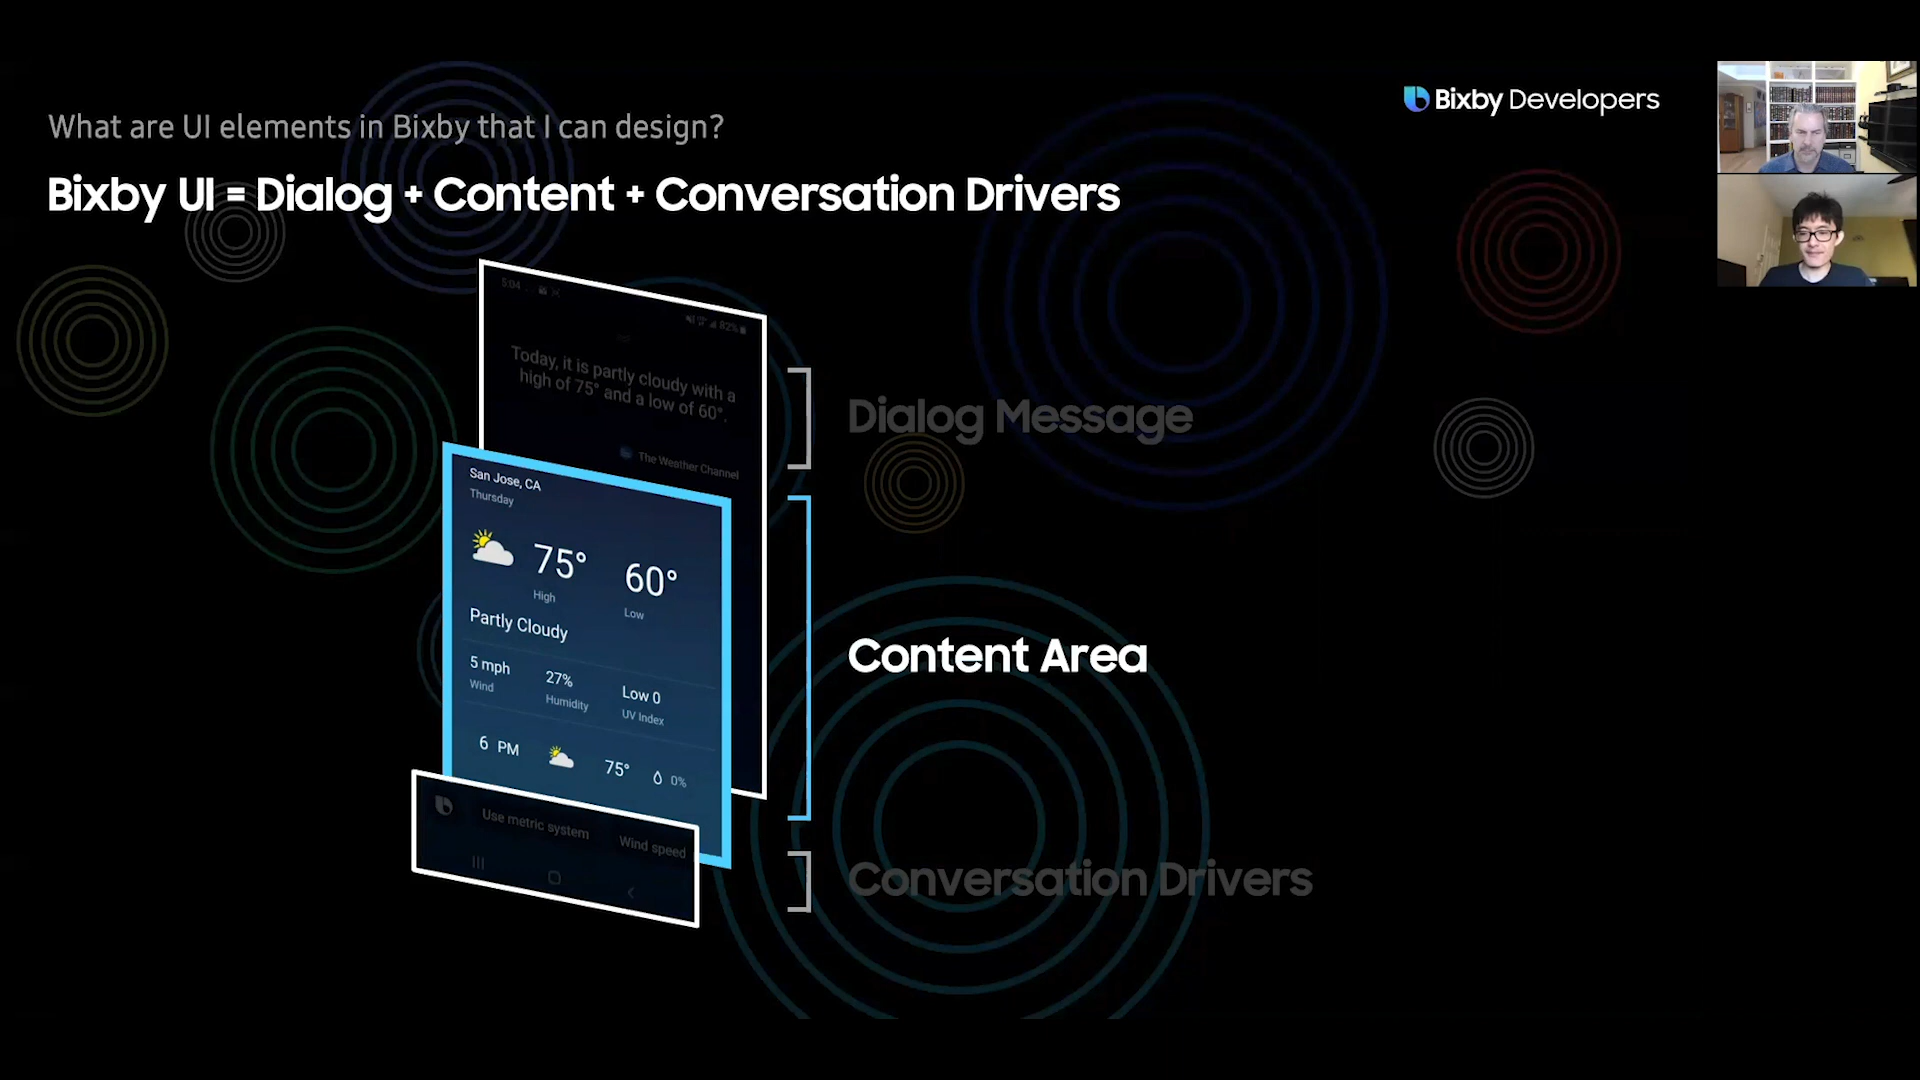 Bixby Developers
What are UI elements in Bixby that I can design?
Bixby UI = Dialog + Content + Conversation Drivers
5:04
82%
Today, it is partly cloudy with a
high of 75° and a low of 60°.
The Weather Channel
Dialog Message
San Jose, CA
Thursday
75° 60°
High Low
Partly Cloudy
5 mph 27% Low 0
Wind Humidity UV Index
6 PM 75° 0%
Content Area
Use metric system Wind speed
Conversation Drivers